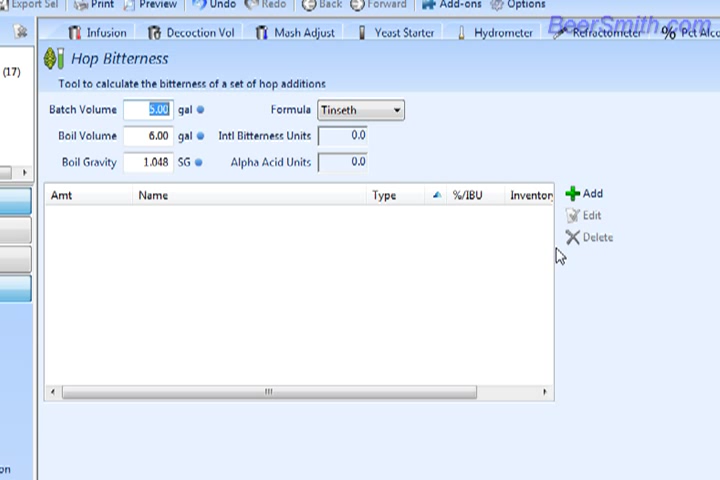 Export Sel Print Preview Undo Redo Back Forward Add-ons Options
BeerSmith.com
Infusion Decoction Vol Mash Adjust Yeast Starter Hydrometer Refractometer Pct Alco
(17)
Hop Bitterness
Tool to calculate the bitterness of a set of hop additions
Batch Volume 5.00 gal Formula Tinseth
Boil Volume 6.00 gal Intl Bitterness Units 0.0
Boil Gravity 1.048 SG Alpha Acid Units 0.0
Amt Name Type %/IBU Inventor
Add
Edit
Delete
on